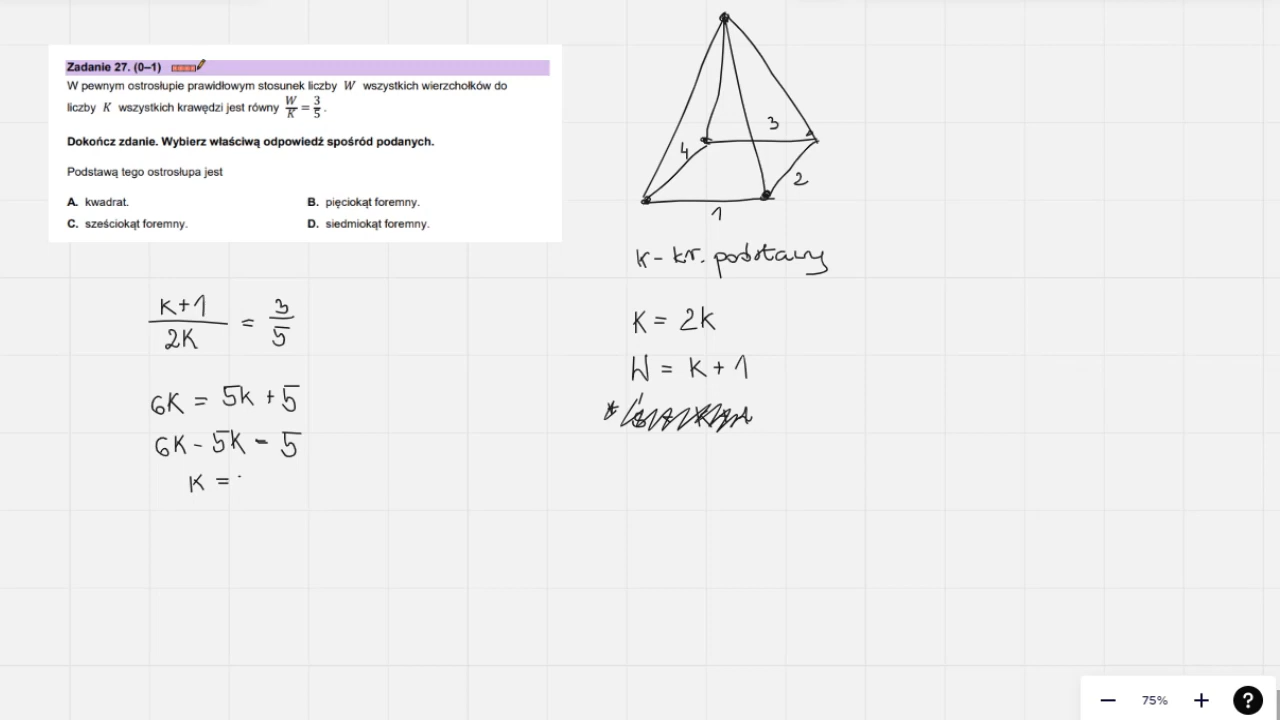 Zadanie 27. (0–1)
W pewnym ostrosłupie prawidłowym stosunek liczby W wszystkich wierzchołków do
liczby K wszystkich krawędzi jest równy W/K = 3/5.
Dokończ zdanie. Wybierz właściwą odpowiedź spośród podanych.
Podstawą tego ostrosłupa jest
A. kwadrat. B. pięciokąt foremny.
C. sześciokąt foremny. D. siedmiokąt foremny.
3
4
2
1
k - kr. podstawy
K = 2k
W = k + 1
k+1/2k = 3/5
6k = 5k + 5
6k - 5k = 5
k =
75%
?